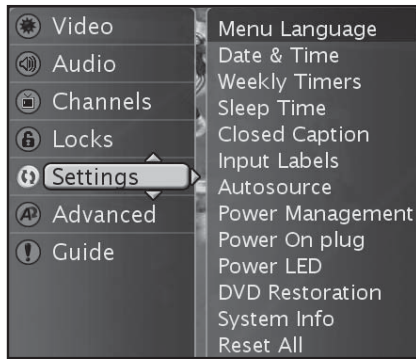 Video
Audio
Channels
Locks
Settings
Advanced
Guide
Menu Language
Date & Time
Weekly Timers
Sleep Time
Closed Caption
Input Labels
Autosource
Power Management
Power On plug
Power LED
DVD Restoration
System Info
Reset All